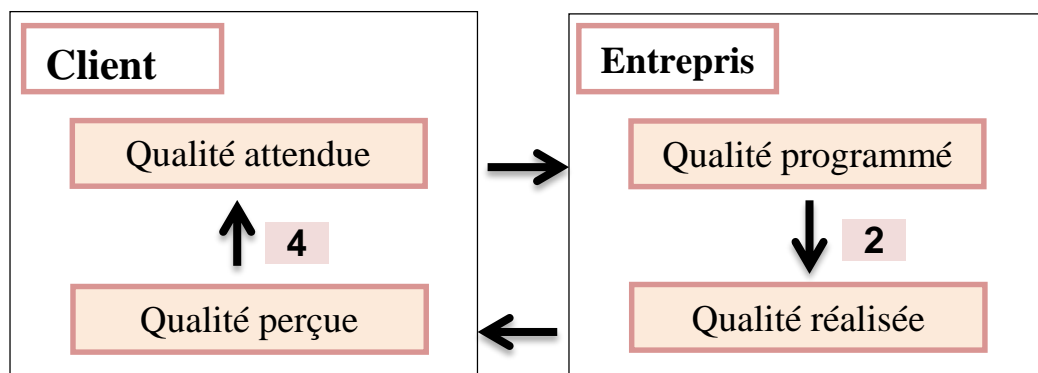 Client
Entrepris
Qualité attendue
Qualité programmé
4
2
Qualité perçue
Qualité réalisée